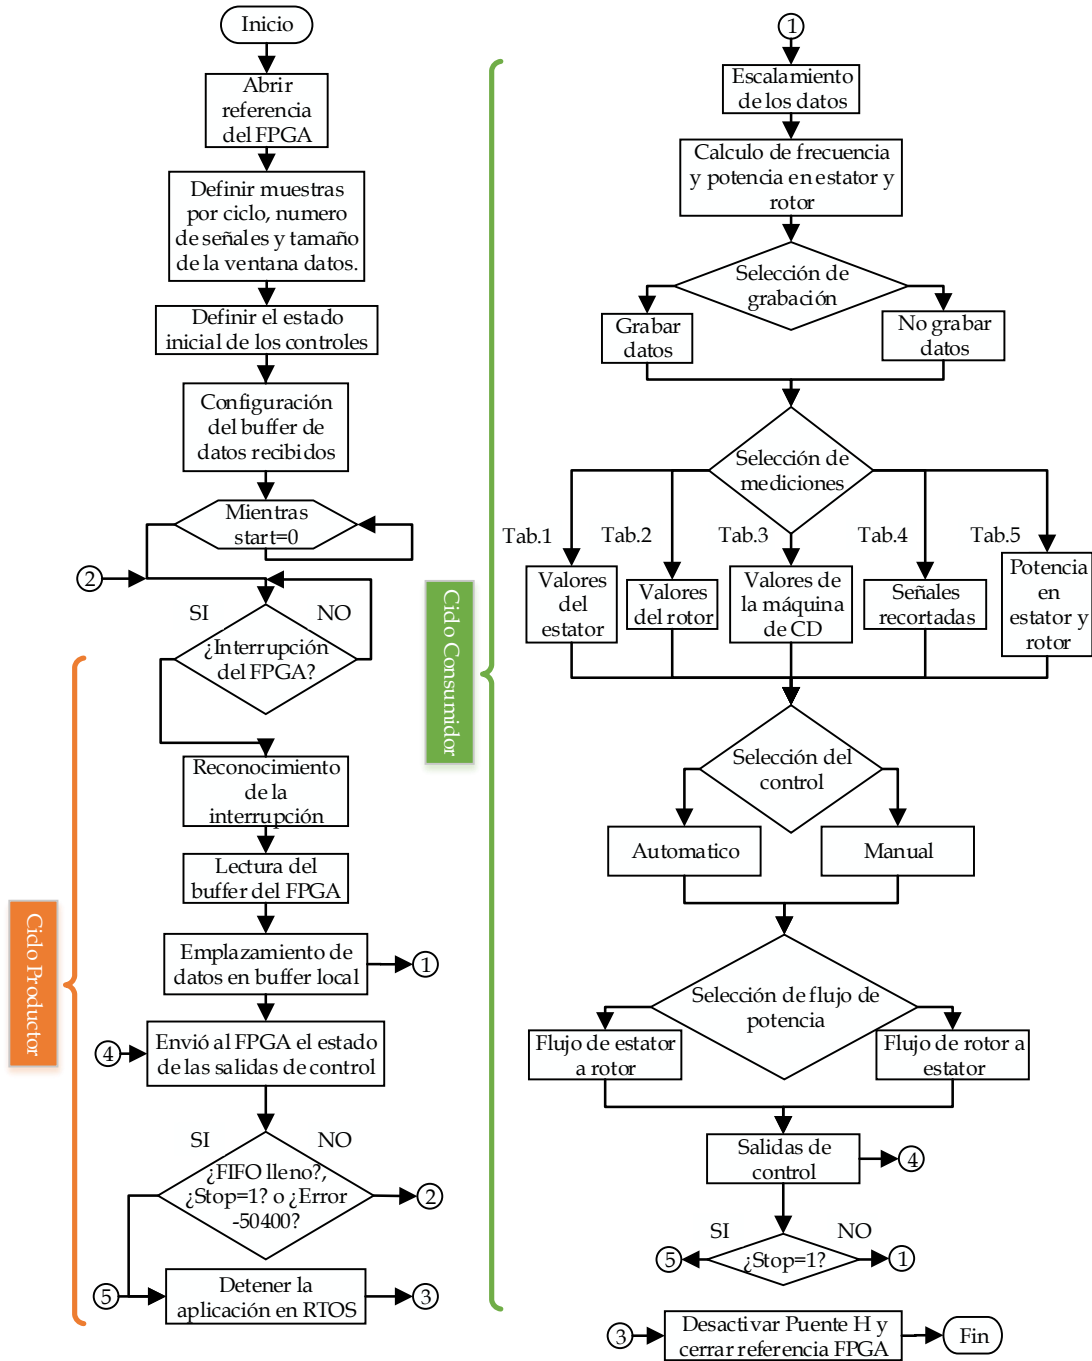 Inicio
Abrir
referencia
del FPGA
Definir muestras
por ciclo, numero
de señales y tamaño
de la ventana datos.
Definir el estado
inicial de los controles
Configuración
del buffer de
datos recibidos
Mientras
start=0
2
SI
NO
¿Interrupción
del FPGA?
Reconocimiento
de la
interrupción
Lectura del
buffer del FPGA
Emplazamiento de
datos en buffer local
1
4
Envió al FPGA el estado
de las salidas de control
SI
NO
¿FIFO lleno?,
¿Stop=1? o ¿Error
-50400?
2
5
Detener la
aplicación en RTOS
3
Ciclo Productor
Ciclo Consumidor
1
Escalamiento
de los datos
Calculo de frecuencia
y potencia en estator y
rotor
Selección de
grabación
Grabar
datos
No grabar
datos
Selección de
mediciones
Tab.1
Tab.2
Tab.3
Tab.4
Tab.5
Valores
del
estator
Valores
del rotor
Valores de
la máquina
de CD
Señales
recortadas
Potencia
en
estator y
rotor
Selección del
control
Automatico
Manual
Selección de flujo de
potencia
Flujo de estator
a rotor
Flujo de rotor a
estator
Salidas de
control
4
SI
NO
5
¿Stop=1?
1
3
Desactivar Puente H y
cerrar referencia FPGA
Fin